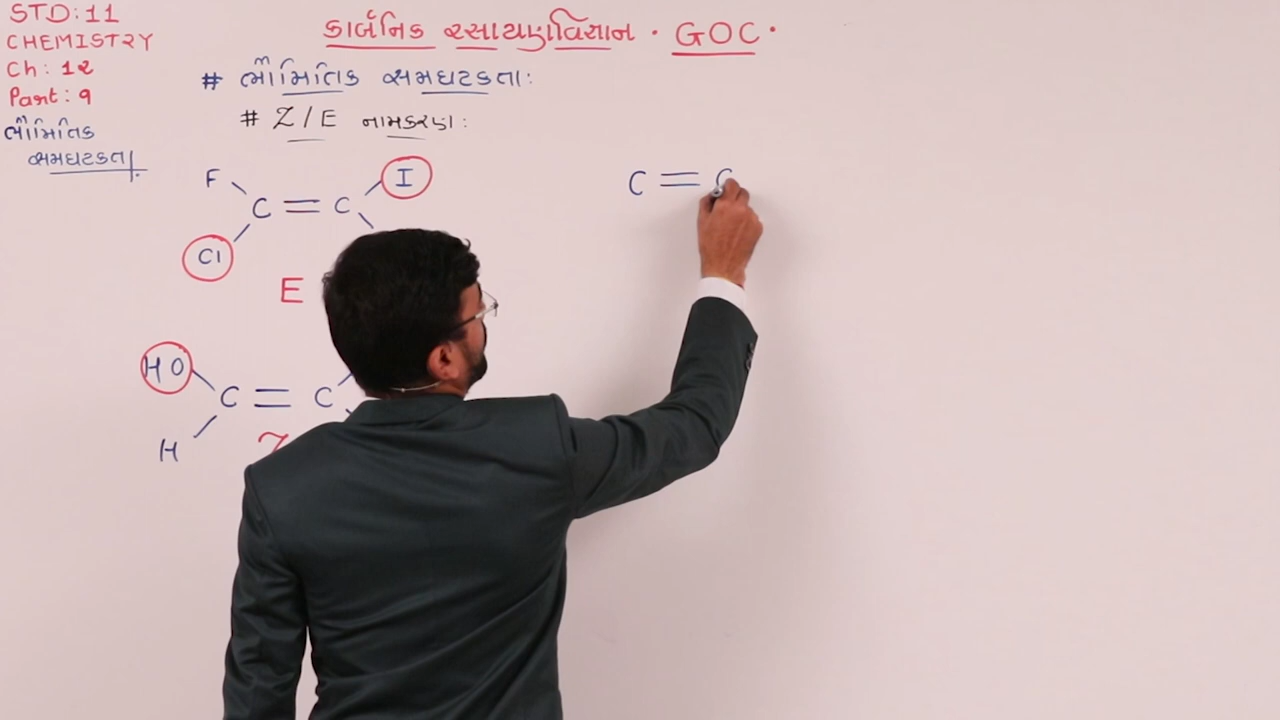 STD:11
CHEMISTRY
Ch: 12
Part: 9
ભૌમિતિક
સમઘટકતા
કાર્બનિક રસાયણવિજ્ઞાન · GOC ·
# ભૌમિતિક સમઘટકતા:
# Z/E નામકરણ:
F I
C = C
Cl
E
HO
C = C
H
Z
C = C